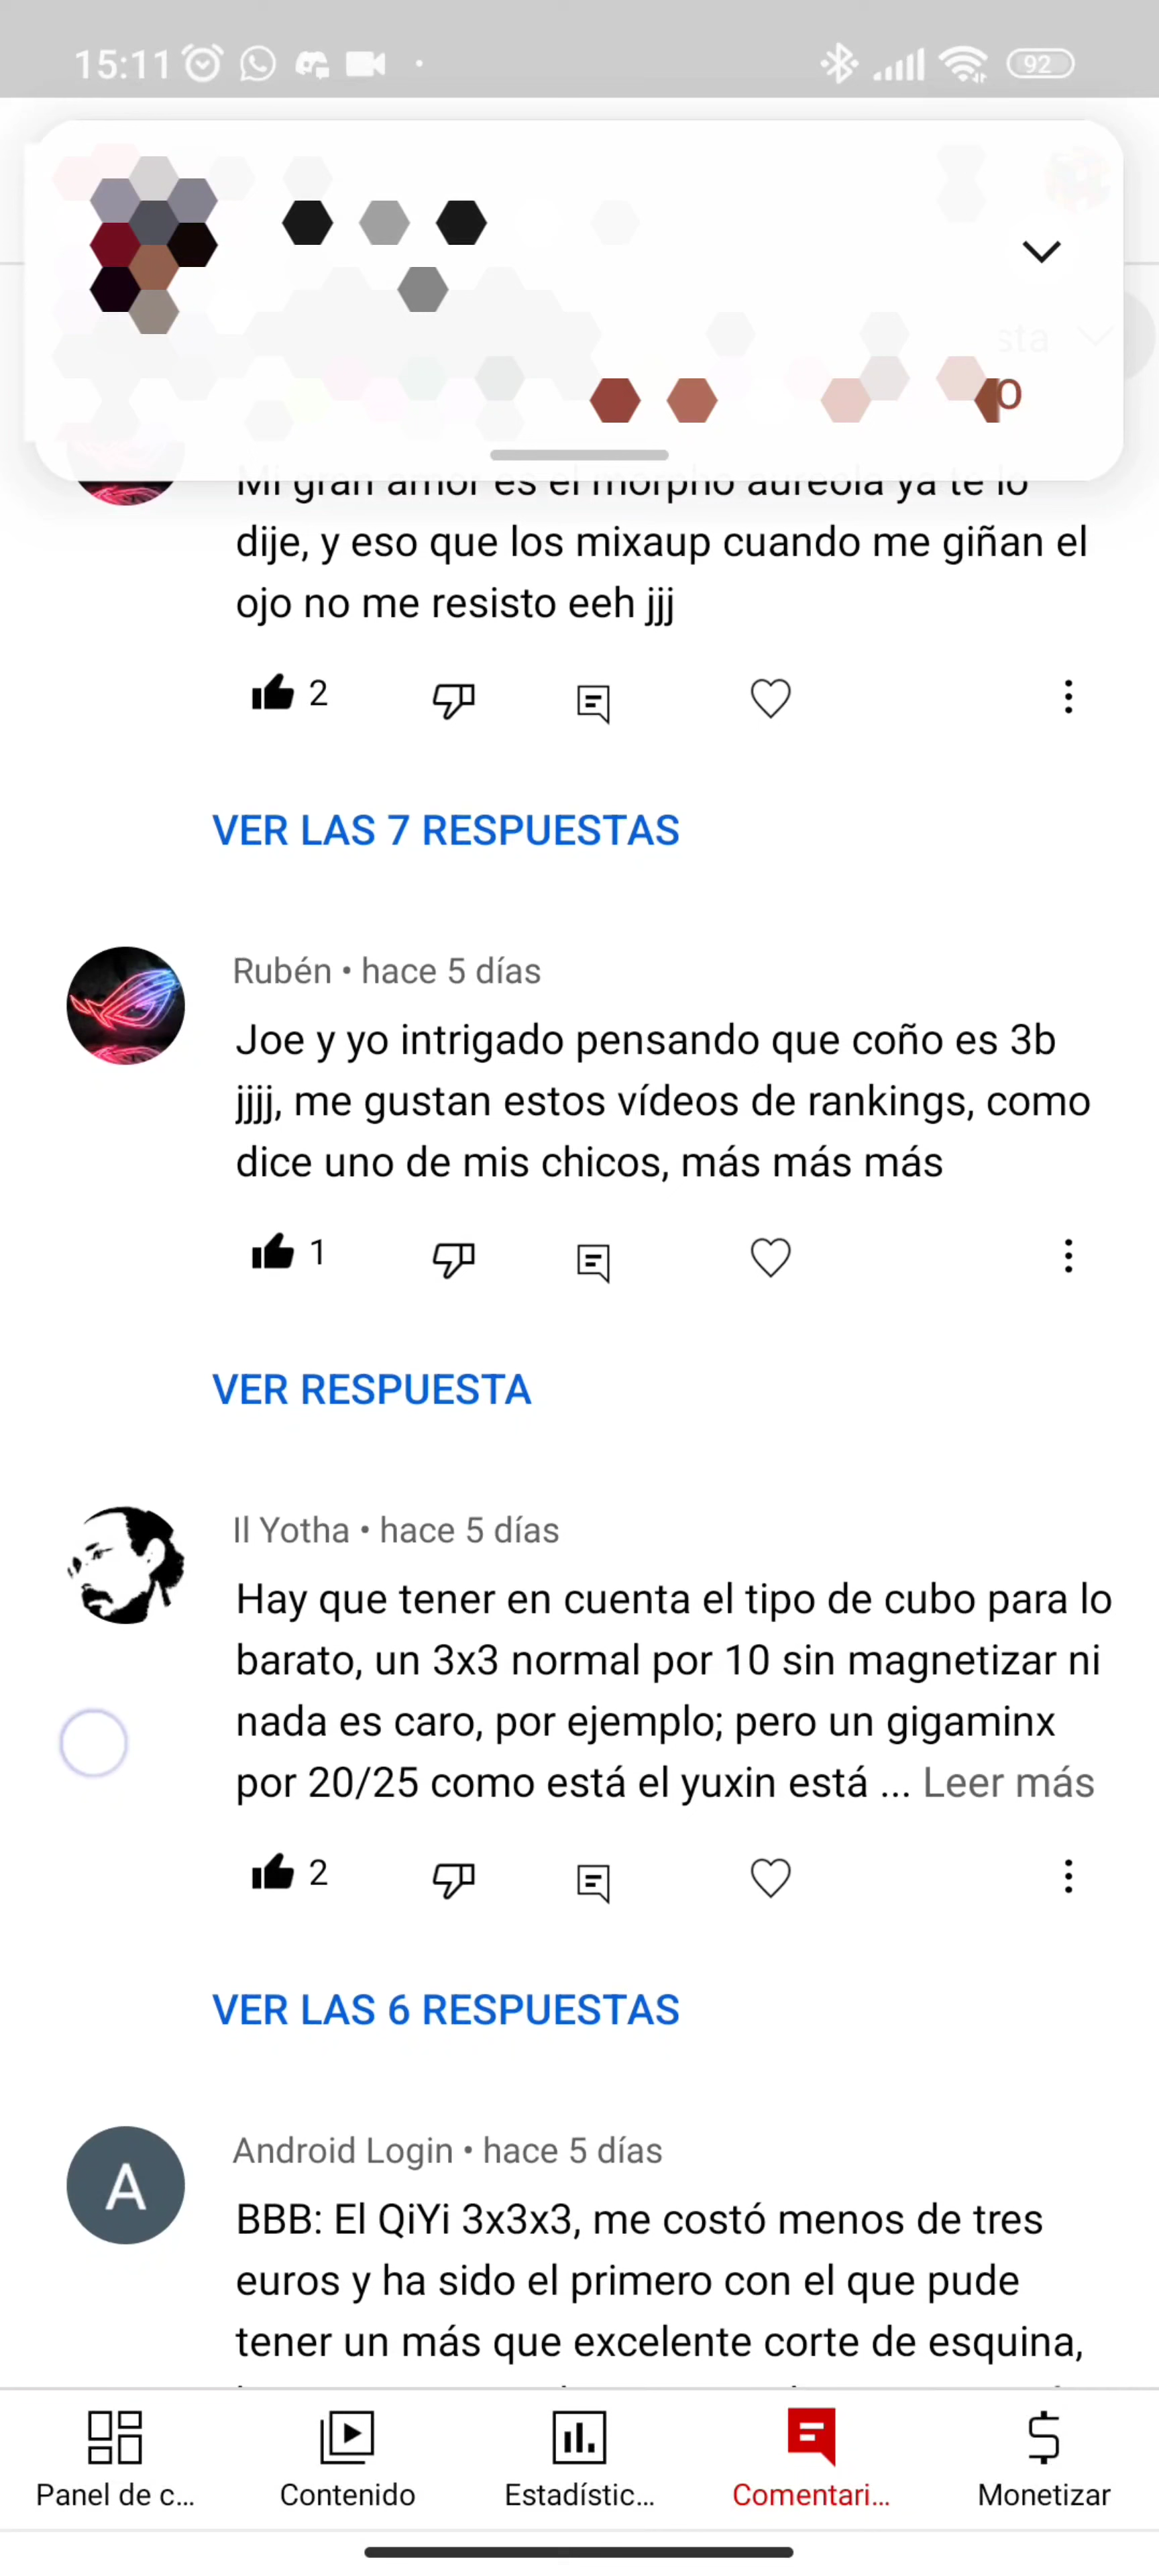 15:11
92
sta
o
Mi gran amor es el morpho aureola ya te lo
dije, y eso que los mixaup cuando me giñan el
ojo no me resisto eeh jjj
2
VER LAS 7 RESPUESTAS
Rubén • hace 5 días
Joe y yo intrigado pensando que coño es 3b
jjjj, me gustan estos vídeos de rankings, como
dice uno de mis chicos, más más más
1
VER RESPUESTA
Il Yotha • hace 5 días
Hay que tener en cuenta el tipo de cubo para lo
barato, un 3x3 normal por 10 sin magnetizar ni
nada es caro, por ejemplo; pero un gigaminx
por 20/25 como está el yuxin está ... Leer más
2
VER LAS 6 RESPUESTAS
A
Android Login • hace 5 días
BBB: El QiYi 3x3x3, me costó menos de tres
euros y ha sido el primero con el que pude
tener un más que excelente corte de esquina,
Panel de c... Contenido Estadístic... Comentari... Monetizar